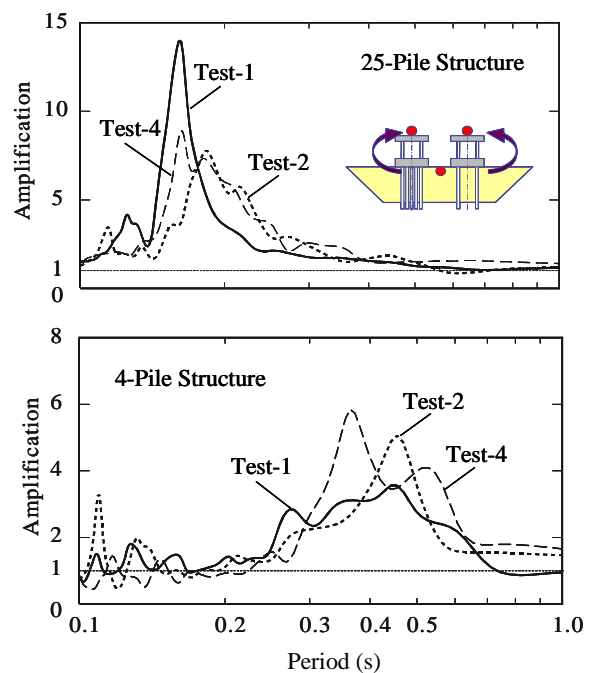 15
Test-1
25-Pile Structure
10
Test-4
Test-2
Amplification
5
1
0
8
4-Pile Structure
6
Test-2
Test-1
Test-4
Amplification
4
2
1
0
0.1
0.2
0.3
0.4
0.5
1.0
Period (s)